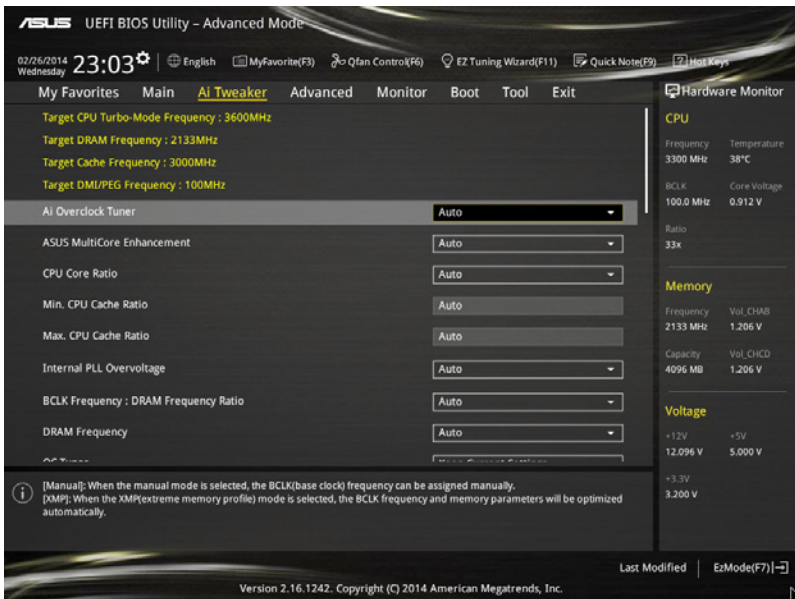 ASUS UEFI BIOS Utility – Advanced Mode
02/26/2014
Wednesday
23:03
English
MyFavorite(F3)
Qfan Control(F6)
EZ Tuning Wizard(F11)
Quick Note(F9)
Hot Keys
My Favorites
Main
Ai Tweaker
Advanced
Monitor
Boot
Tool
Exit
Target CPU Turbo-Mode Frequency : 3600MHz
Target DRAM Frequency : 2133MHz
Target Cache Frequency : 3000MHz
Target DMI/PEG Frequency : 100MHz
Ai Overclock Tuner Auto
ASUS MultiCore Enhancement Auto
CPU Core Ratio Auto
Min. CPU Cache Ratio Auto
Max. CPU Cache Ratio Auto
Internal PLL Overvoltage Auto
BCLK Frequency : DRAM Frequency Ratio Auto
DRAM Frequency Auto
[Manual]: When the manual mode is selected, the BCLK(base clock) frequency can be assigned manually.
[XMP]: When the XMP(extreme memory profile) mode is selected, the BCLK frequency and memory parameters will be optimized
automatically.
Hardware Monitor
CPU
Frequency Temperature
3300 MHz 38°C
BCLK Core Voltage
100.0 MHz 0.912 V
Ratio
33x
Memory
Frequency Vol_CHAB
2133 MHz 1.206 V
Capacity Vol_CHCD
4096 MB 1.206 V
Voltage
+12V +5V
12.096 V 5.000 V
+3.3V
3.200 V
Last Modified
EzMode(F7)
Version 2.16.1242. Copyright (C) 2014 American Megatrends, Inc.